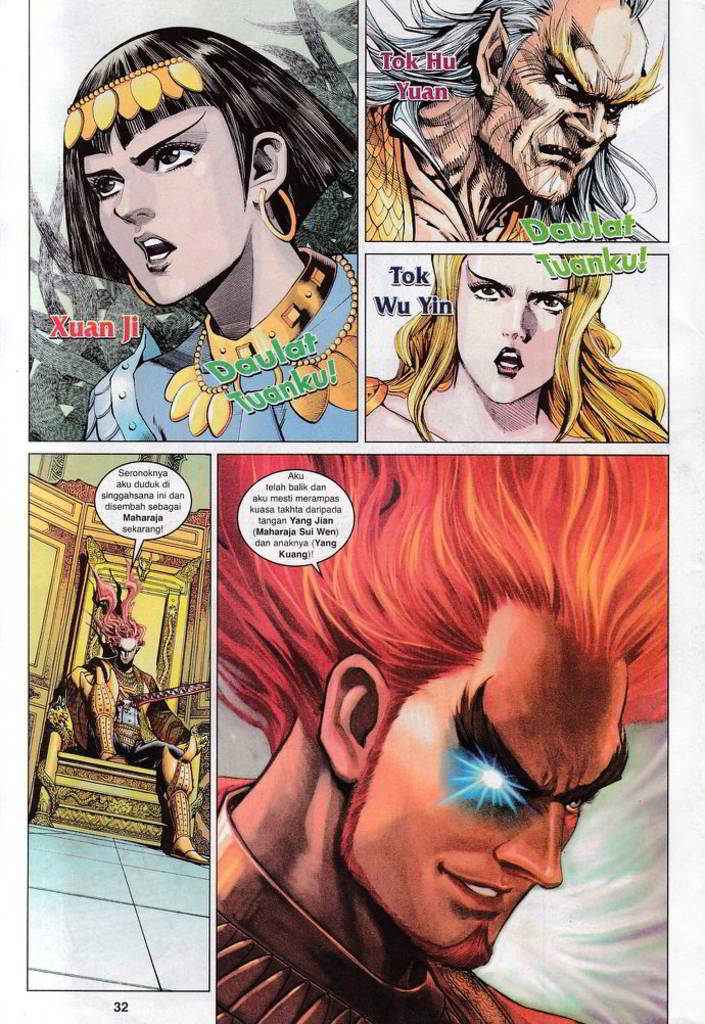 Xuan Ji
Daulat
Tuanku!
Tok Hu
Yuan
Daulat
Tuanku!
Tok
Wu Yin
Seronoknya
aku duduk di
singgahsana ini dan
disembah sebagai
Maharaja
sekarang!
Aku
telah balik dan
aku mesti merampas
kuasa takhta daripada
tangan Yang Jian
(Maharaja Sui Wen)
dan anaknya (Yang
Kuang)!
32